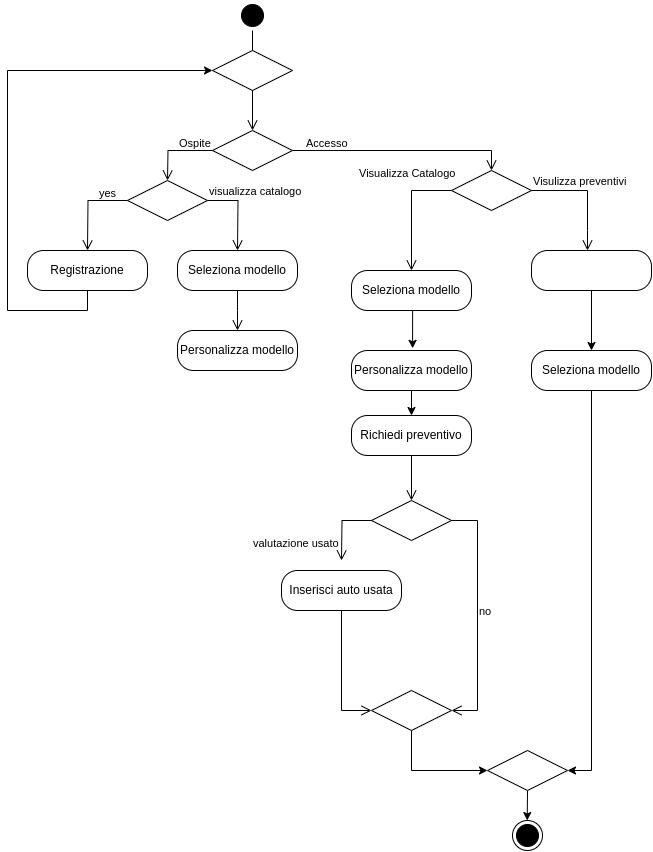 Ospite
Accesso
yes
visualizza catalogo
Visualizza Catalogo
Visulizza preventivi
Registrazione
Seleziona modello
Seleziona modello
Personalizza modello
Personalizza modello
Seleziona modello
Richiedi preventivo
valutazione usato
Inserisci auto usata
no